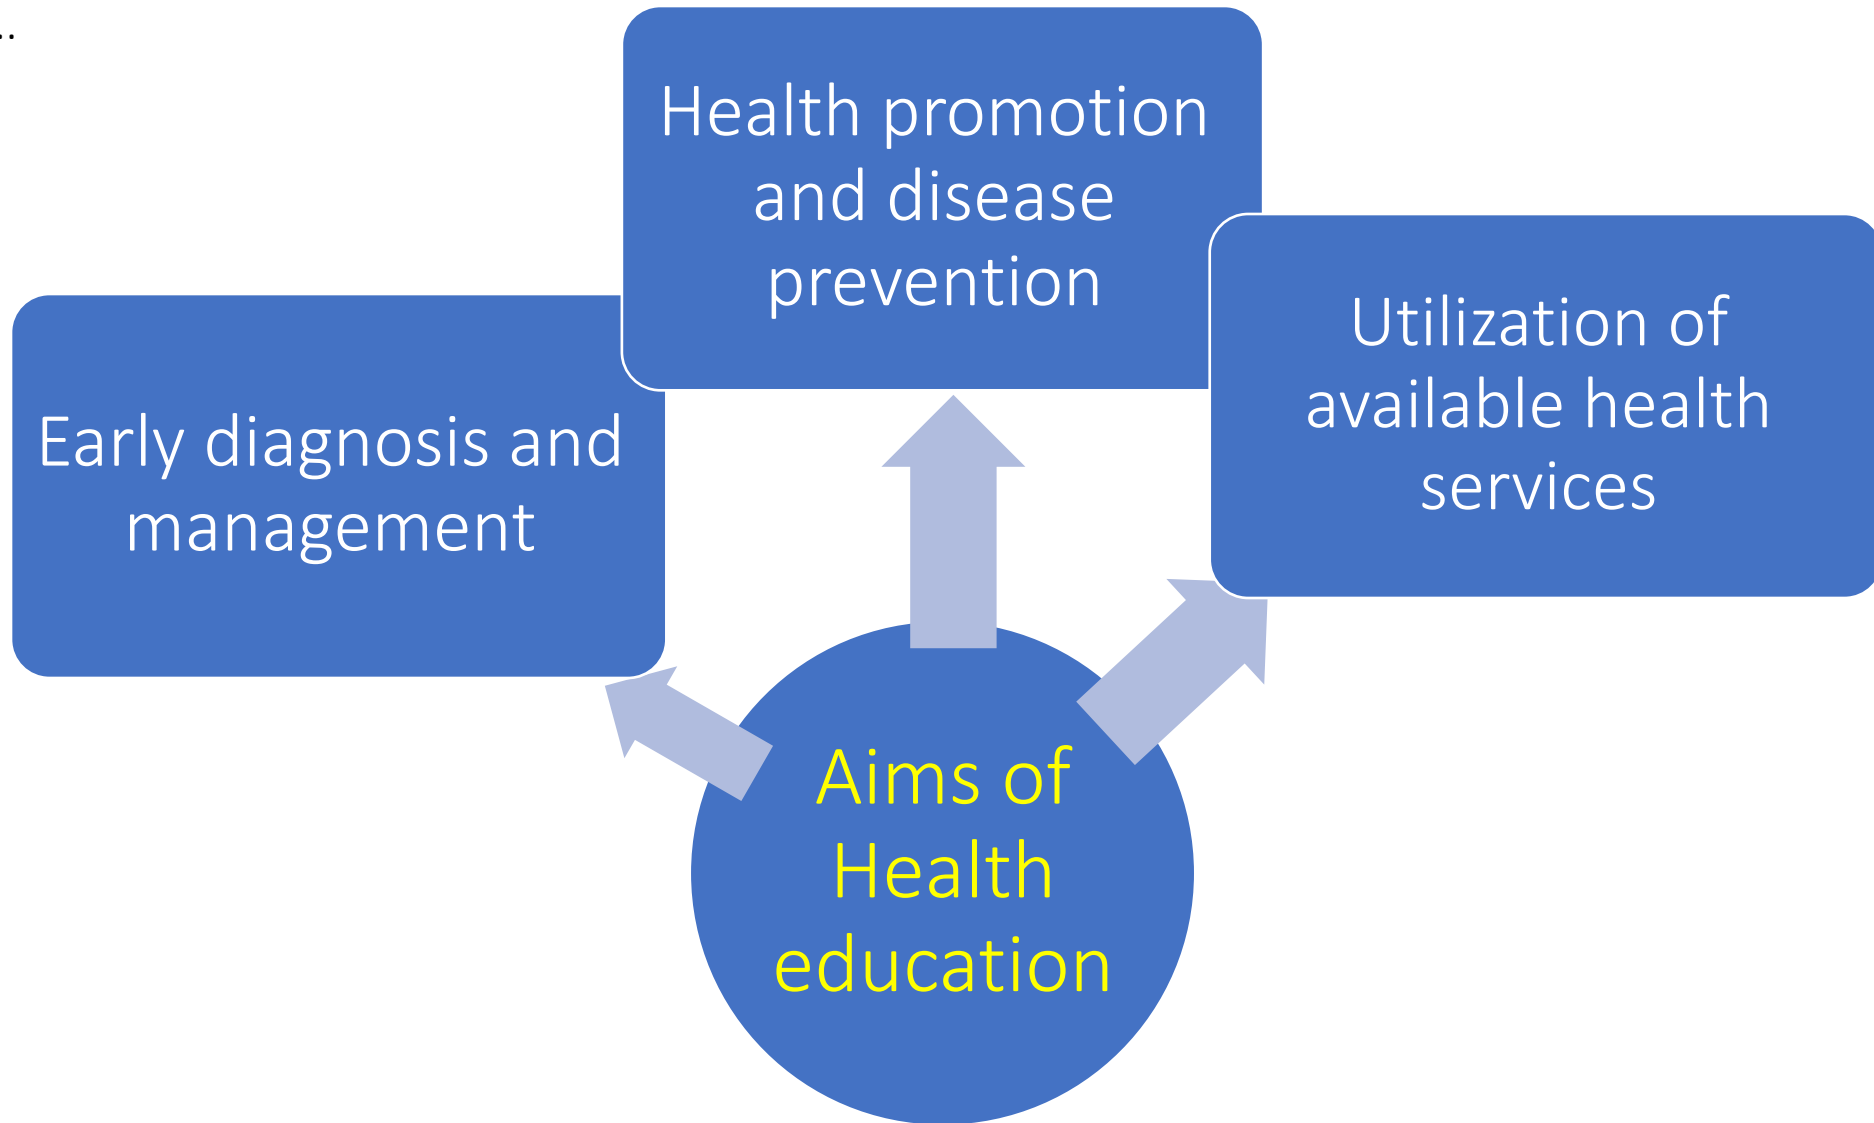 ..
Health promotion
and disease
prevention
Early diagnosis and
management
Utilization of
available health
services
Aims of
Health
education